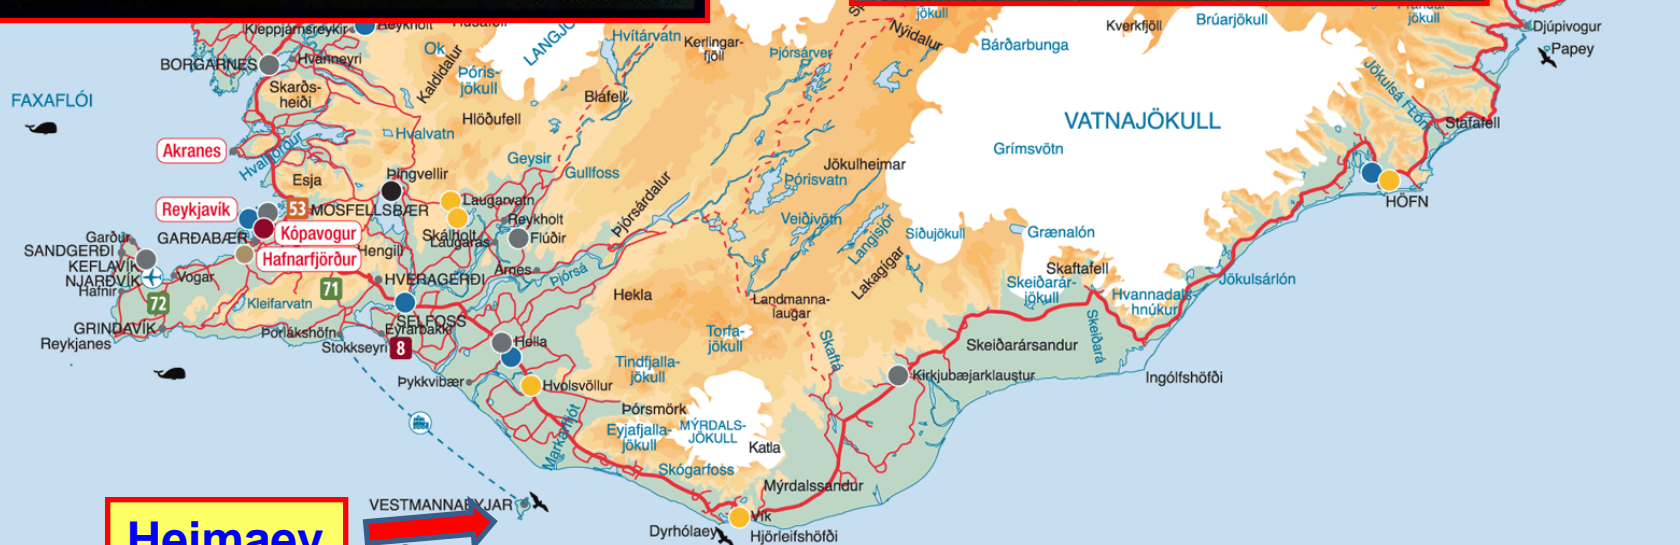 Kleppjárnsreykir
Reykholt
Húsafell
LANGJÖ
Hvítárvatn
Kerlingar-
fjöll
Þjórsárver
jökull
Nýidalur
Bárðarbunga
Kverkfjöll
Brúarjökull
jökull
Djúpivogur
Papey
Ok
Kaldidalur
BORGARNES
Hvanneyri
Þóris-
jökull
Skarðs-
heiði
Bláfell
FAXAFLÓI
Hlöðufell
Jökulsá í Lóni
VATNAJÖKULL
Stafafell
Hvalvatn
Akranes
Hvalfjörður
Geysir
Gullfoss
Grímsvötn
Jökulheimar
Esja
Þingvellir
Þórisvatn
Laugarvatn
Þjórsárdalur
HÖFN
Reykjavík
53
MOSFELLSBÆR
Reykholt
Veiðivötn
Langisjór
Síðujökull
Grænalón
Kópavogur
Garður
GARÐABÆR
Skálholt
Laugarás
Flúðir
SANDGERÐI
Hengill
KEFLAVÍK
Hafnarfjörður
Árnes
Þjórsá
Lakagígar
Skaftafell
NJARÐVÍK
Vogar
HVERAGERÐI
Skeiðarár-
jökull
Jökulsárlón
Hafnir
71
72
Kleifarvatn
Hekla
Landmanna-
laugar
Hvannadals-
hnúkur
SELFOSS
GRINDAVÍK
Þorlákshöfn
Eyrarbakki
Torfa-
jökull
Skaftá
Skeiðará
Reykjanes
Stokkseyri
8
Hella
Skeiðarársandur
Tindfjalla-
jökull
Þykkvibær
Hvolsvöllur
Kirkjubæjarklaustur
Ingólfshöfði
Þórsmörk
Markarfljót
Eyjafjalla-
jökull
MÝRDALS-
JÖKULL
Katla
Skógarfoss
Mýrdalssandur
VESTMANNAEYJAR
Vík
Dyrhólaey
Hjörleifshöfði
Heimaey